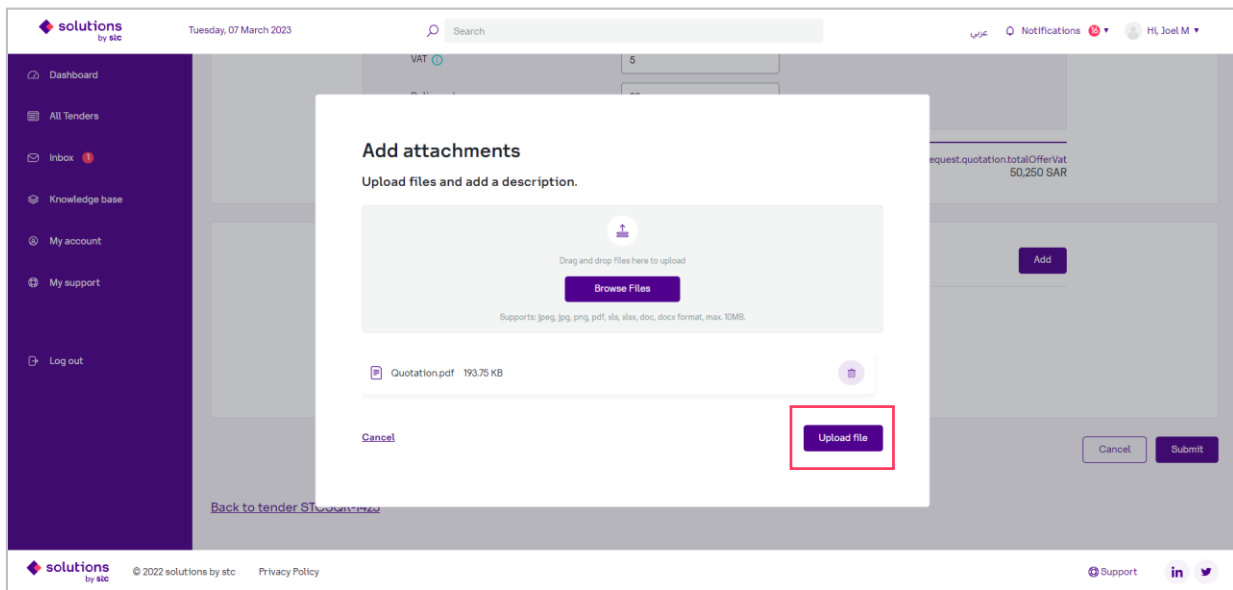 solutions
by stc
Tuesday, 07 March 2023
Search
عربي
Notifications 16
Hi, Joel M
Dashboard
All Tenders
Inbox 1
Knowledge base
My account
My support
Log out
VAT
5
Add attachments
Upload files and add a description.
Drag and drop files here to upload
Browse Files
Supports: jpeg, jpg, png, pdf, xls, xlsx, doc, docx format, max. 10MB.
Quotation.pdf 193.75 KB
Cancel
Upload file
equest.quotation.totalOfferVat
50,250 SAR
Add
Cancel
Submit
Back to tender
solutions
by stc
© 2022 solutions by stc
Privacy Policy
Support
in